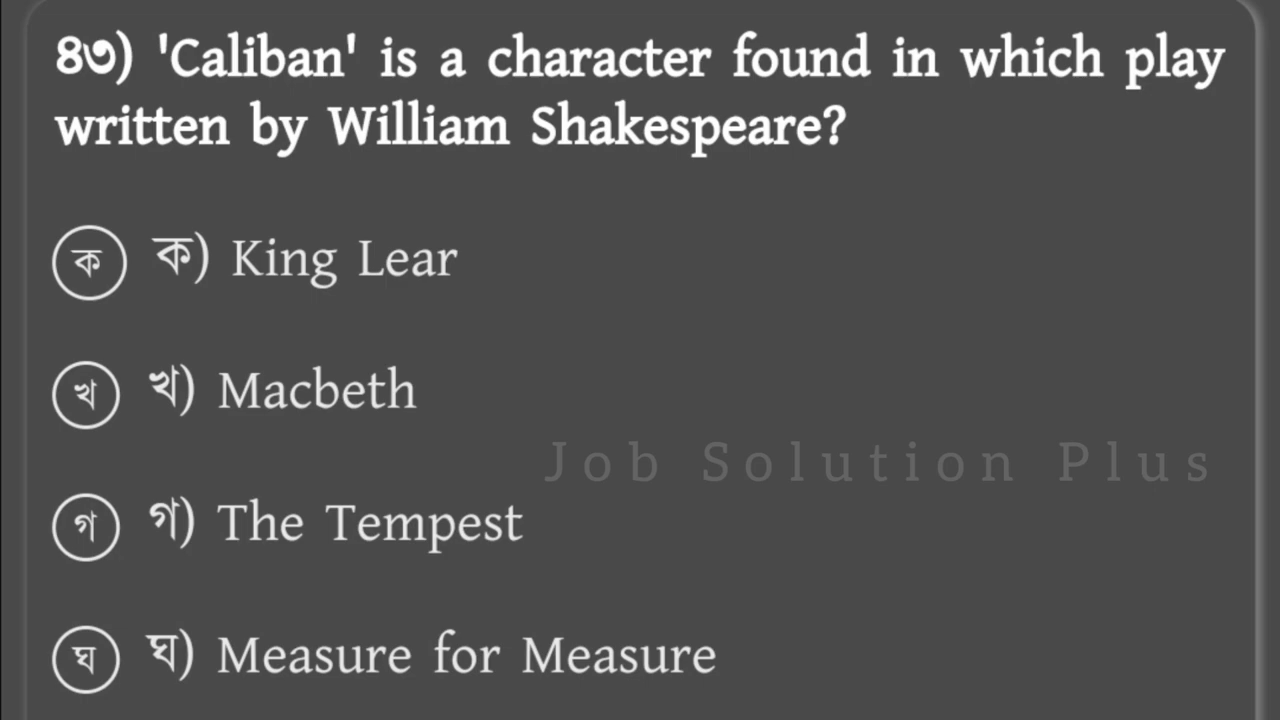 ৪৩) 'Caliban' is a character found in which play
written by William Shakespeare?
ক ক) King Lear
খ খ) Macbeth
Job Solution Plus
গ গ) The Tempest
ঘ ঘ) Measure for Measure